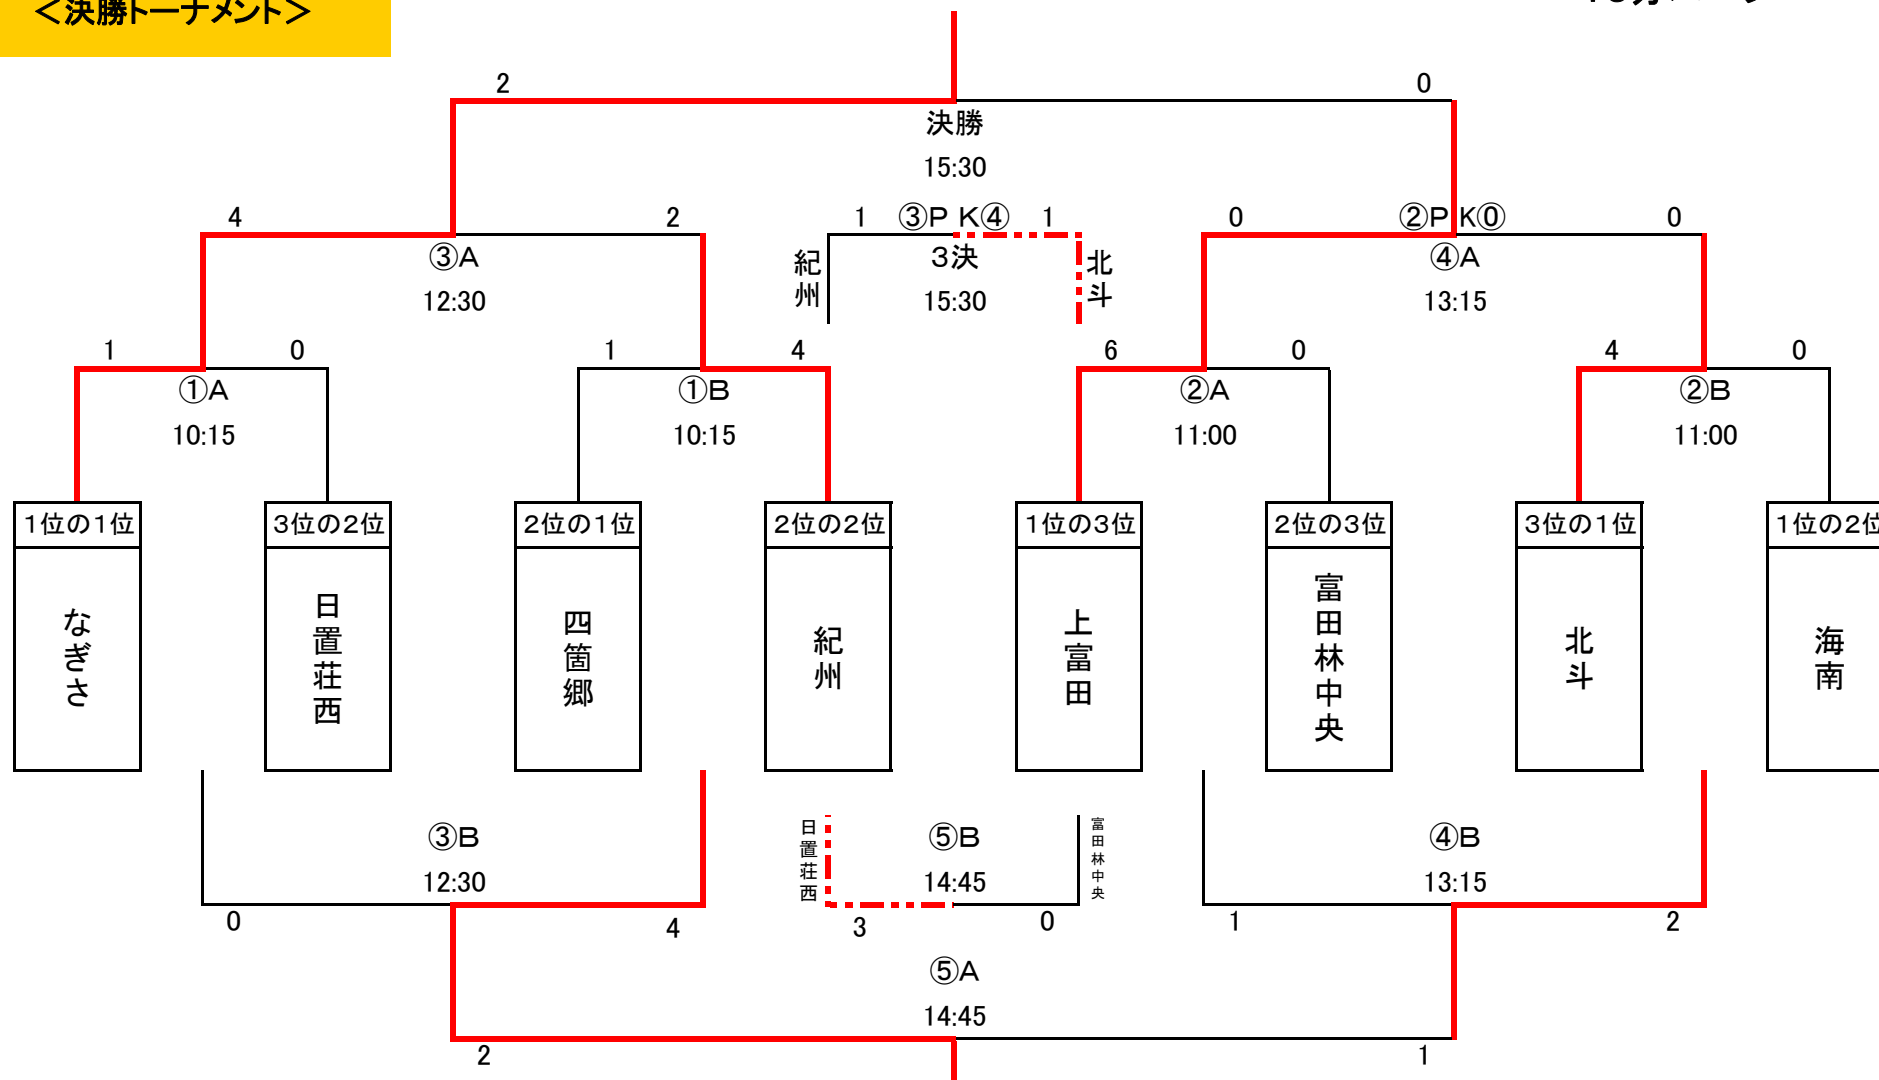 <決勝トーナメント>
2 0
決勝
15:30
4 2 1 ③PK④ 1 0 ②PK⓪ 0
③A 3決 ④A
紀州 北斗
12:30 15:30 13:15
1 0 1 4 6 0 4 0
①A ①B ②A ②B
10:15 10:15 11:00 11:00
1位の1位 3位の2位 2位の1位 2位の2位 1位の3位 2位の3位 3位の1位 1位の2位
なぎさ 日置荘西 四箇郷 紀州 上富田 富田林中央 北斗 海南
③B 日置荘西 ⑤B 富田林中央 ④B
12:30 14:45 13:15
0 4 3 0 1 2
⑤A
14:45
2 1